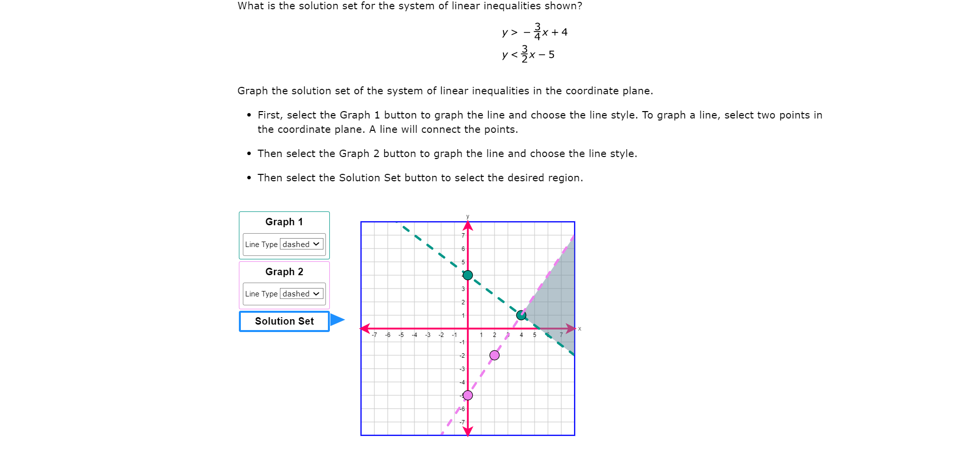 What is the solution set for the system of linear inequalities shown?
y > − 3/4 x + 4
y < 3/2 x − 5
Graph the solution set of the system of linear inequalities in the coordinate plane.
• First, select the Graph 1 button to graph the line and choose the line style. To graph a line, select two points in
the coordinate plane. A line will connect the points.
• Then select the Graph 2 button to graph the line and choose the line style.
• Then select the Solution Set button to select the desired region.
Graph 1
Line Type dashed
Graph 2
Line Type dashed
Solution Set
y
7
6
5
3
2
1
-7 -6 -5 -4 -3 -2 -1 1 2 4 5 7 x
-1
-2
-3
-4
-6
-7